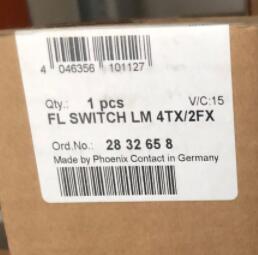 4 046356 101127
Qty.: 1 pcs V/C:15
FL SWITCH LM 4TX/2FX
Ord.No.: 28 32 65 8
Made by Phoenix Contact in Germany